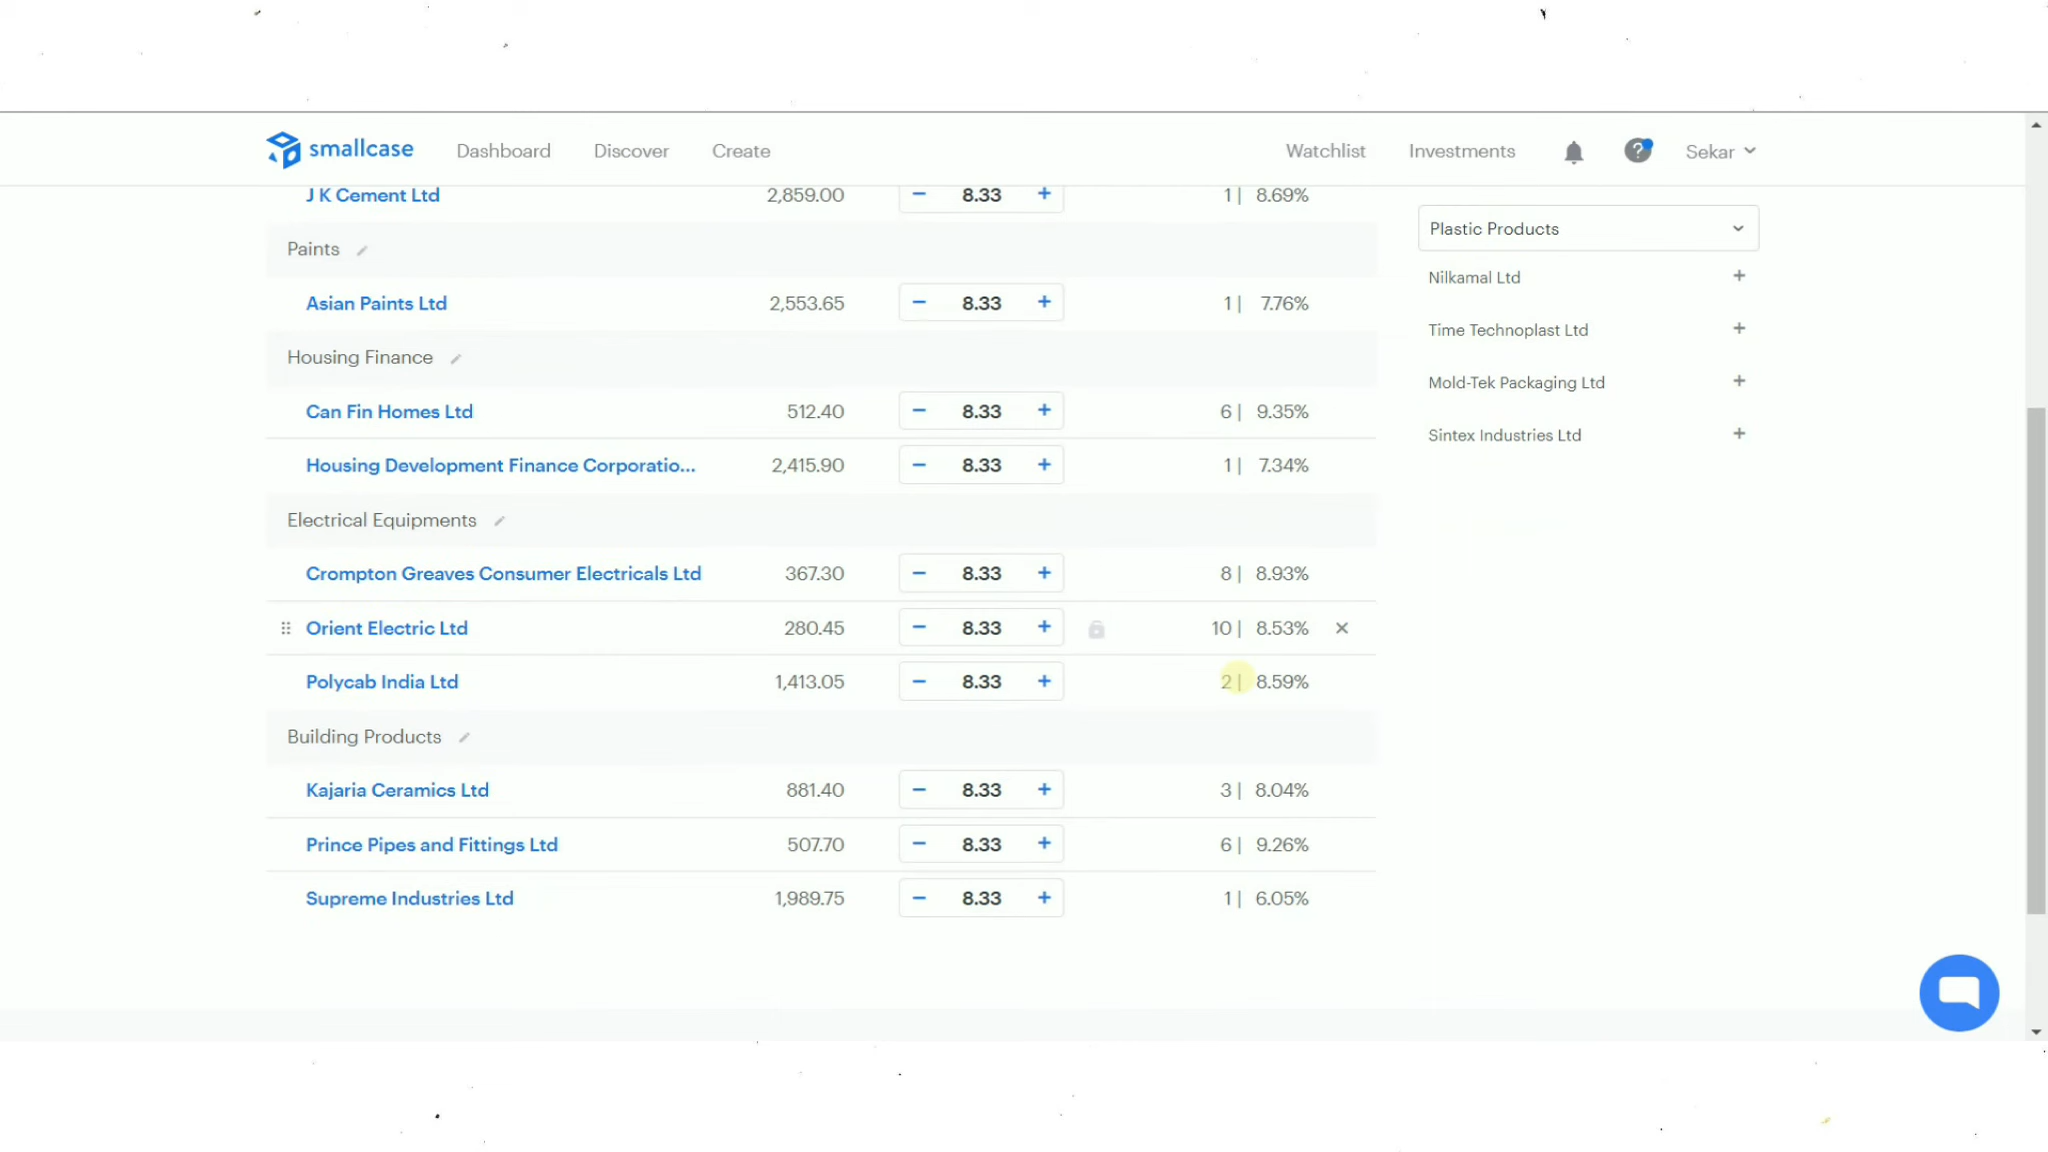 smallcase Dashboard Discover Create Watchlist Investments ? Sekar
J K Cement Ltd 2,859.00 − 8.33 + 1 | 8.69%
Plastic Products
Paints
Nilkamal Ltd +
Asian Paints Ltd 2,553.65 − 8.33 + 1 | 7.76%
Time Technoplast Ltd +
Housing Finance
Mold-Tek Packaging Ltd +
Can Fin Homes Ltd 512.40 − 8.33 + 6 | 9.35%
Sintex Industries Ltd +
Housing Development Finance Corporatio... 2,415.90 − 8.33 + 1 | 7.34%
Electrical Equipments
Crompton Greaves Consumer Electricals Ltd 367.30 − 8.33 + 8 | 8.93%
Orient Electric Ltd 280.45 − 8.33 + 10 | 8.53% ×
Polycab India Ltd 1,413.05 − 8.33 + 2 | 8.59%
Building Products
Kajaria Ceramics Ltd 881.40 − 8.33 + 3 | 8.04%
Prince Pipes and Fittings Ltd 507.70 − 8.33 + 6 | 9.26%
Supreme Industries Ltd 1,989.75 − 8.33 + 1 | 6.05%